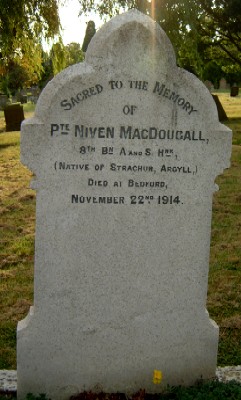 SACRED TO THE MEMORY
OF
PTE NIVEN MACDOUGALL,
8TH BN A AND S. HRS,
(NATIVE OF STRACHUR, ARGYLL,)
DIED AT BEDFORD,
NOVEMBER 22ND 1914.